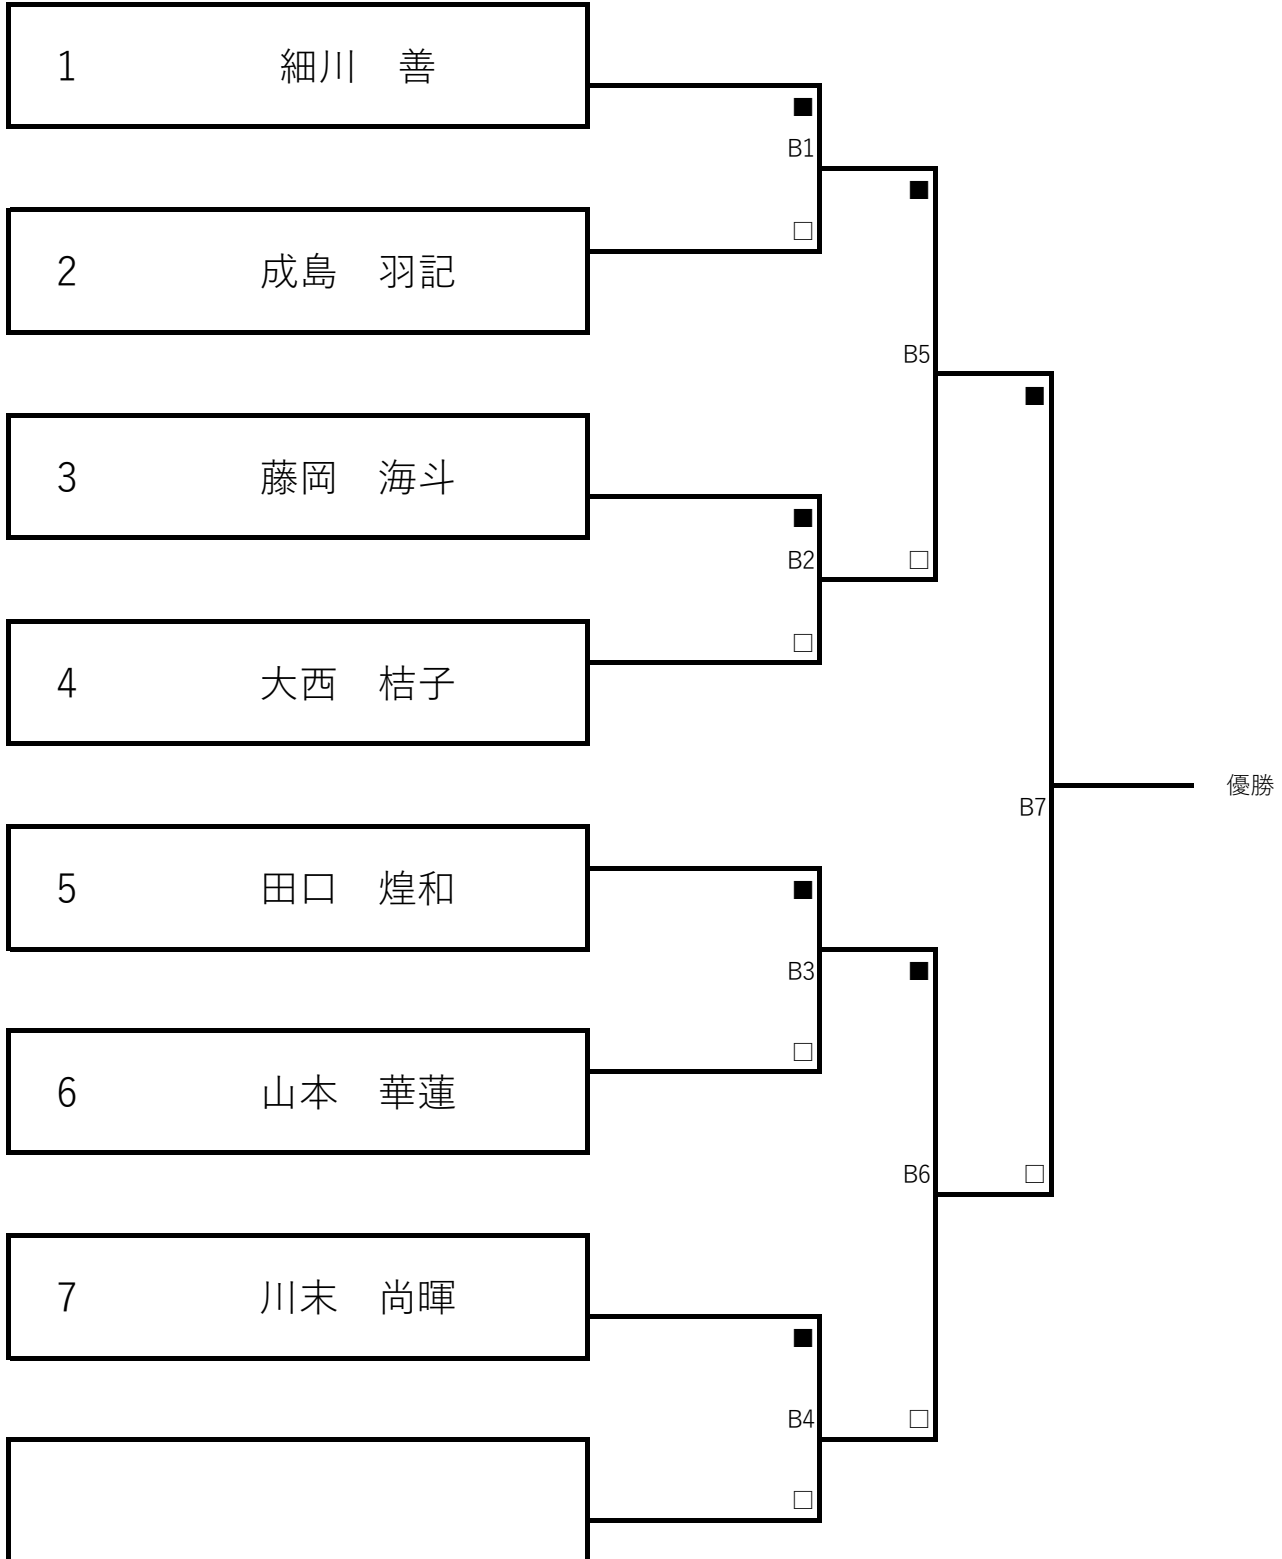 1 細川　善
■
B1
■
□
2 成島　羽記
B5
■
3 藤岡　海斗
■
B2
□
□
4 大西　桔子
優勝
B7
5 田口　煌和
■
B3
■
□
6 山本　華蓮
B6
□
7 川末　尚暉
■
B4
□
□